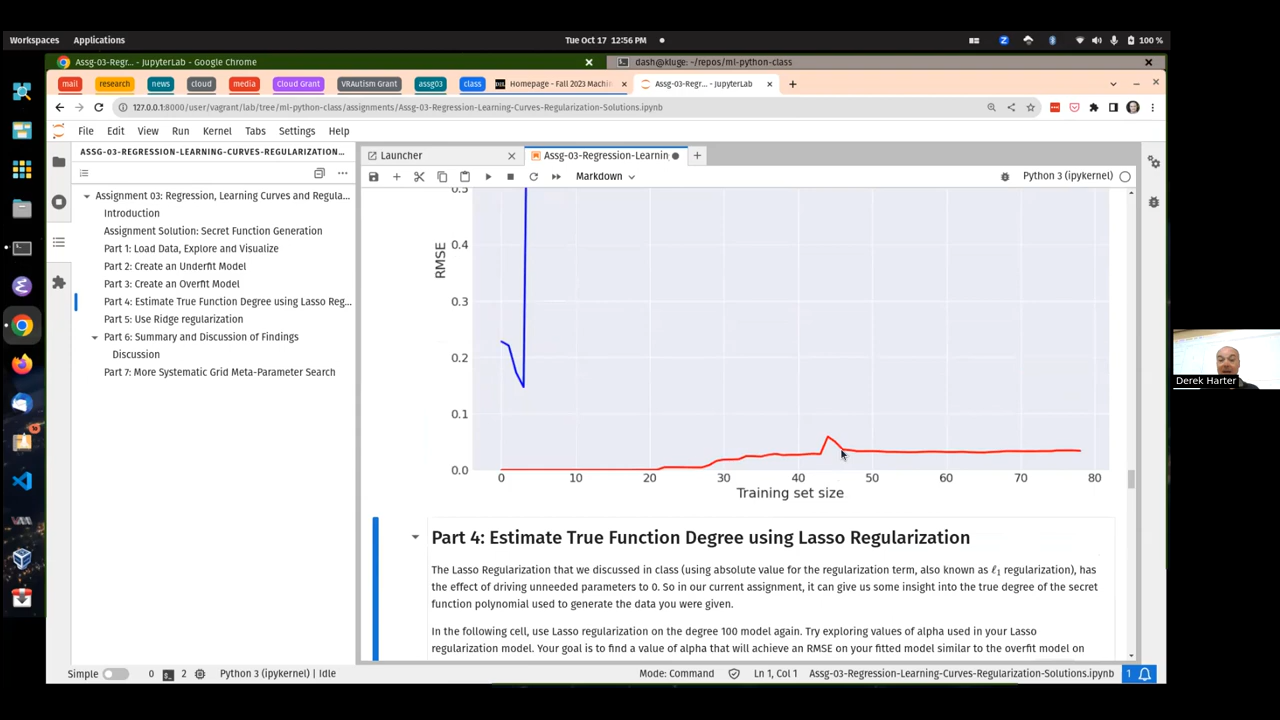 Workspaces Applications Tue Oct 17 12:56 PM 100 %
Assg-03-Regr... - JupyterLab - Google Chrome dash@kluge: ~/repos/ml-python-class
mail research news cloud media Cloud Grant VRAutism Grant assg03 class Homepage - Fall 2023 Machin Assg-03-Regr... - JupyterLab
127.0.0.1:8000/user/vagrant/lab/tree/ml-python-class/assignments/Assg-03-Regression-Learning-Curves-Regularization-Solutions.ipynb
File Edit View Run Kernel Tabs Settings Help
ASSG-03-REGRESSION-LEARNING-CURVES-REGULARIZATION...
Launcher Assg-03-Regression-Learnin
Markdown Python 3 (ipykernel)
Assignment 03: Regression, Learning Curves and Regula...
Introduction
Assignment Solution: Secret Function Generation
Part 1: Load Data, Explore and Visualize
Part 2: Create an Underfit Model
Part 3: Create an Overfit Model
Part 4: Estimate True Function Degree using Lasso Reg...
Part 5: Use Ridge regularization
Part 6: Summary and Discussion of Findings
Discussion
Part 7: More Systematic Grid Meta-Parameter Search
0.5
0.4
0.3
0.2
0.1
0.0
RMSE
0 10 20 30 40 50 60 70 80
Training set size
Part 4: Estimate True Function Degree using Lasso Regularization
The Lasso Regularization that we discussed in class (using absolute value for the regularization term, also known as ℓ1 regularization), has
the effect of driving unneeded parameters to 0. So in our current assignment, it can give us some insight into the true degree of the secret
function polynomial used to generate the data you were given.
In the following cell, use Lasso regularization on the degree 100 model again. Try exploring values of alpha used in your Lasso
regularization model. Your goal is to find a value of alpha that will achieve an RMSE on your fitted model similar to the overfit model on
Simple 0 2 Python 3 (ipykernel) | Idle Mode: Command Ln 1, Col 1 Assg-03-Regression-Learning-Curves-Regularization-Solutions.ipynb 1
Derek Harter